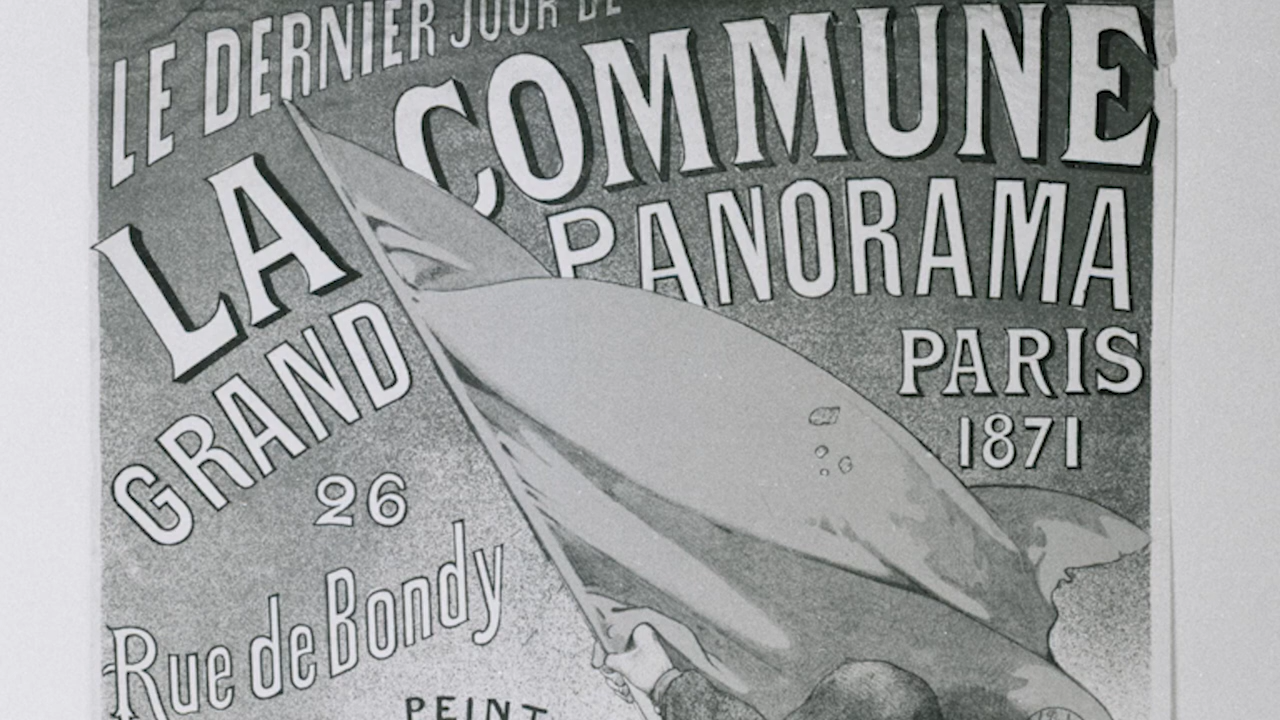 LE DERNIER JOUR DE
LA COMMUNE
GRAND PANORAMA
PARIS
1871
26
Rue de Bondy
PEINT